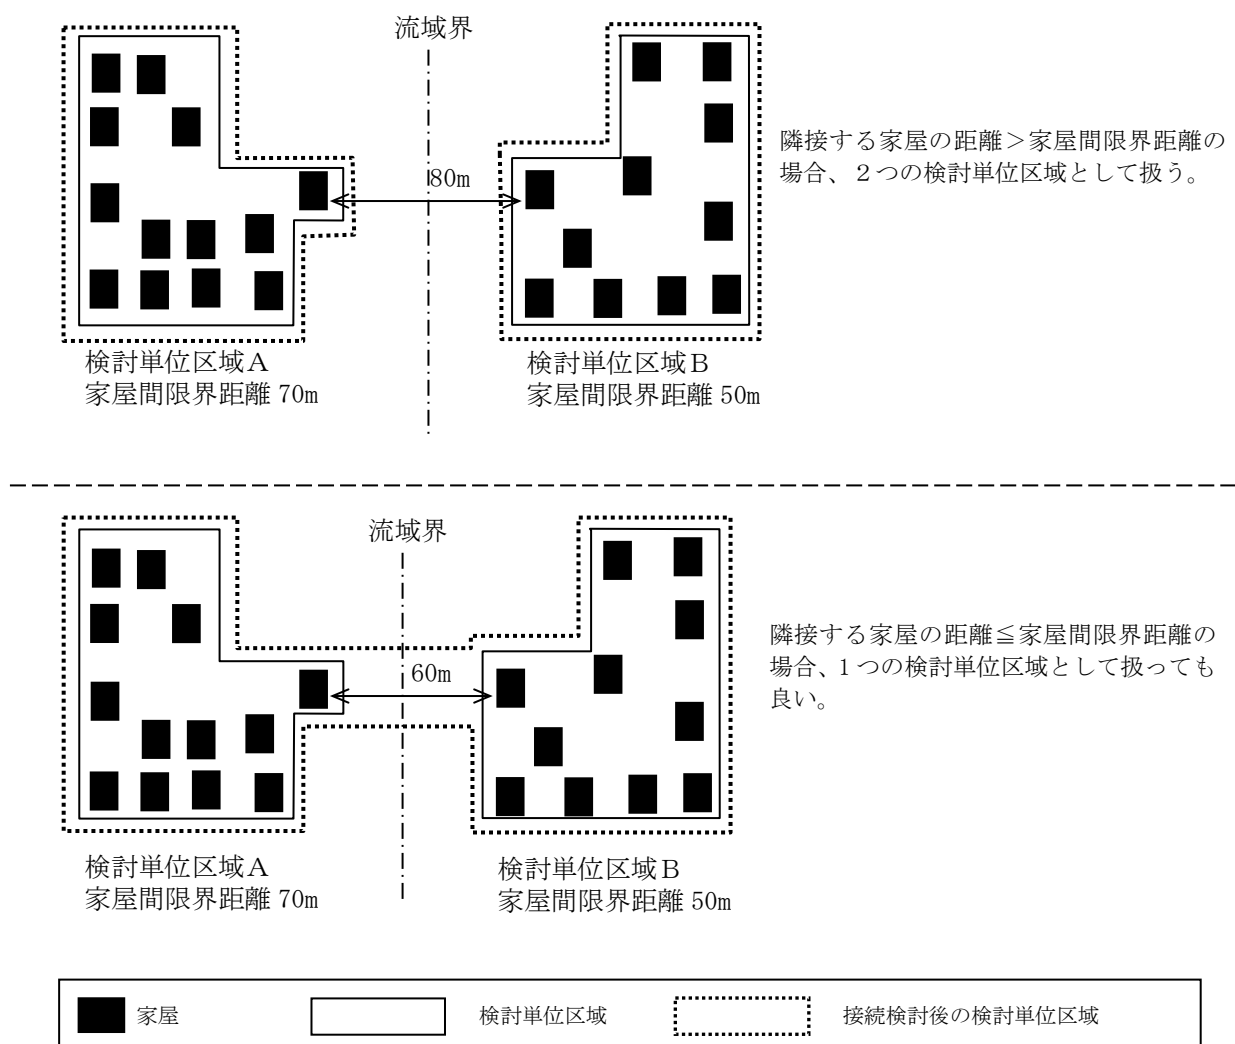 流域界
80m
隣接する家屋の距離＞家屋間限界距離の
場合、２つの検討単位区域として扱う。
検討単位区域Ａ
家屋間限界距離 70m
検討単位区域Ｂ
家屋間限界距離 50m
流域界
60m
隣接する家屋の距離≦家屋間限界距離の
場合、1 つの検討単位区域として扱っても
良い。
検討単位区域Ａ
家屋間限界距離 70m
検討単位区域Ｂ
家屋間限界距離 50m
家屋
検討単位区域
接続検討後の検討単位区域